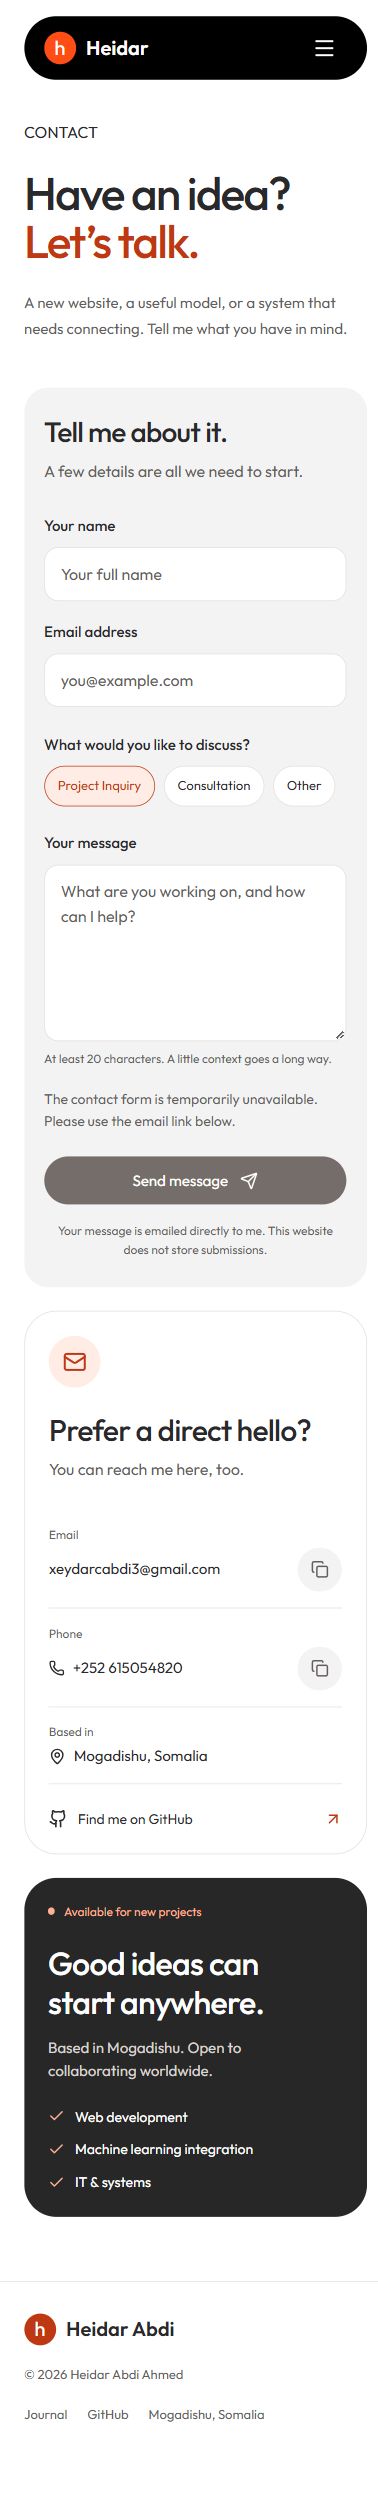 h Heidar
CONTACT
Have an idea?
Let's talk.
A new website, a useful model, or a system that
needs connecting. Tell me what you have in mind.
Tell me about it.
A few details are all we need to start.
Your name
Your full name
Email address
you@example.com
What would you like to discuss?
Project Inquiry Consultation Other
Your message
What are you working on, and how
can I help?
At least 20 characters. A little context goes a long way.
The contact form is temporarily unavailable.
Please use the email link below.
Send message
Your message is emailed directly to me. This website
does not store submissions.
Prefer a direct hello?
You can reach me here, too.
Email
xeydarcabdi3@gmail.com
Phone
+252 615054820
Based in
Mogadishu, Somalia
Find me on GitHub
Available for new projects
Good ideas can
start anywhere.
Based in Mogadishu. Open to
collaborating worldwide.
Web development
Machine learning integration
IT & systems
h Heidar Abdi
© 2026 Heidar Abdi Ahmed
Journal GitHub Mogadishu, Somalia